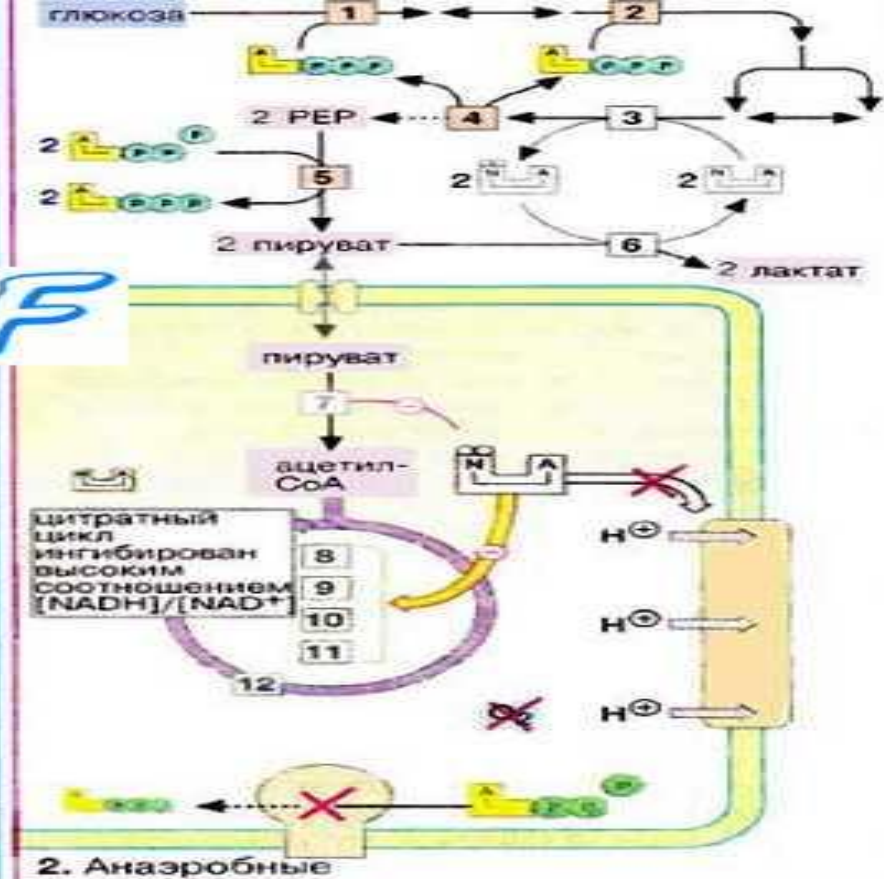 глюкоза 1 2
A P P P A P P P
2 PEP 4 3
2 A P P P
5 2 N A 2 N A
2 A P P P
2 пируват 6
2 лактат
F
пируват
7
ацетил-
CoA
N A
цитратный
цикл
ингибирован
высоким
соотношением
[NADH]/[NAD⁺]
8
9
10
11
12
H⊕
H⊕
O₂ H⊕
A P
2. Анаэробные